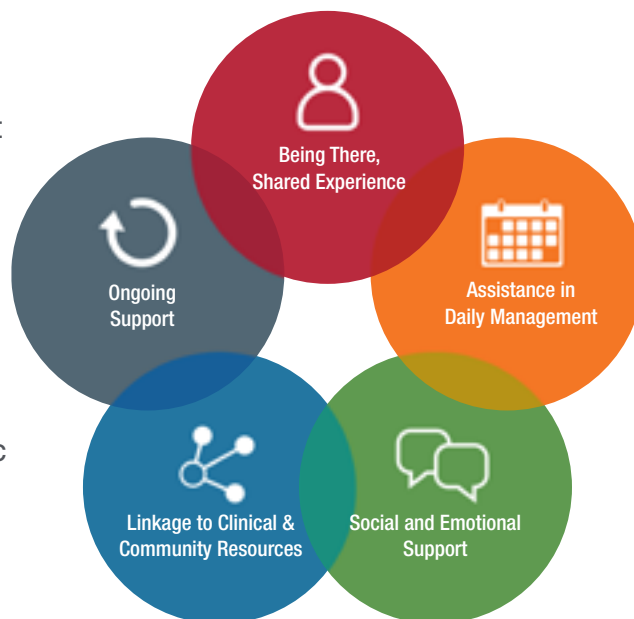 Being There,
Shared Experience
Ongoing
Support
Assistance in
Daily Management
Linkage to Clinical &
Community Resources
Social and Emotional
Support